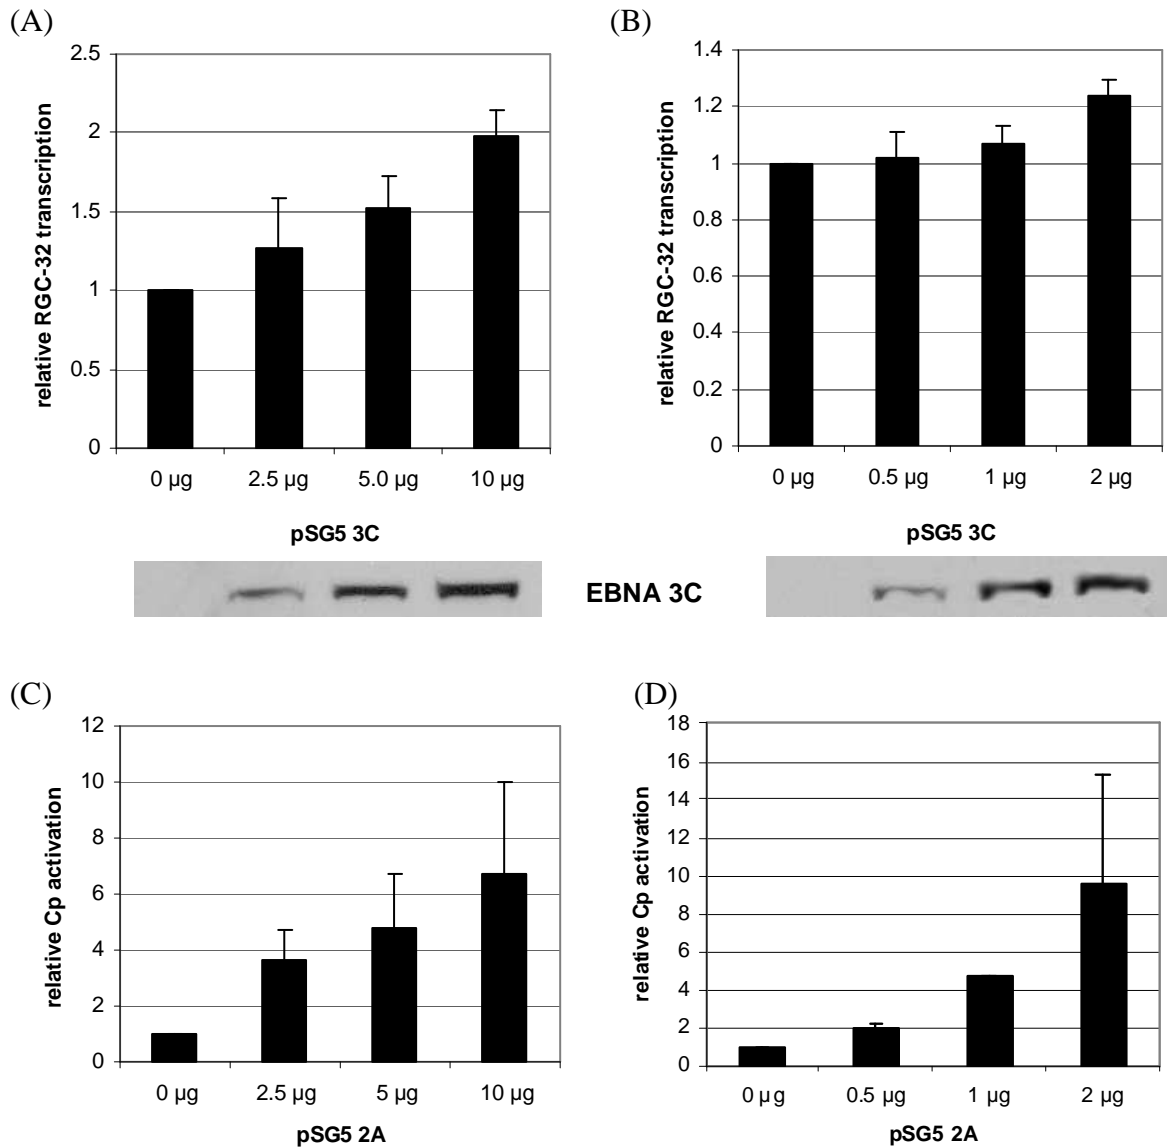 (A)
relative RGC-32 transcription
2.5
2
1.5
1
0.5
0
0 µg 2.5 µg 5.0 µg 10 µg
pSG5 3C
(B)
relative RGC-32 transcription
1.4
1.2
1
0.8
0.6
0.4
0.2
0
0 µg 0.5 µg 1 µg 2 µg
pSG5 3C
EBNA 3C
(C)
relative Cp activation
12
10
8
6
4
2
0
0 µg 2.5 µg 5 µg 10 µg
pSG5 2A
(D)
relative Cp activation
18
16
14
12
10
8
6
4
2
0
0 µg 0.5 µg 1 µg 2 µg
pSG5 2A